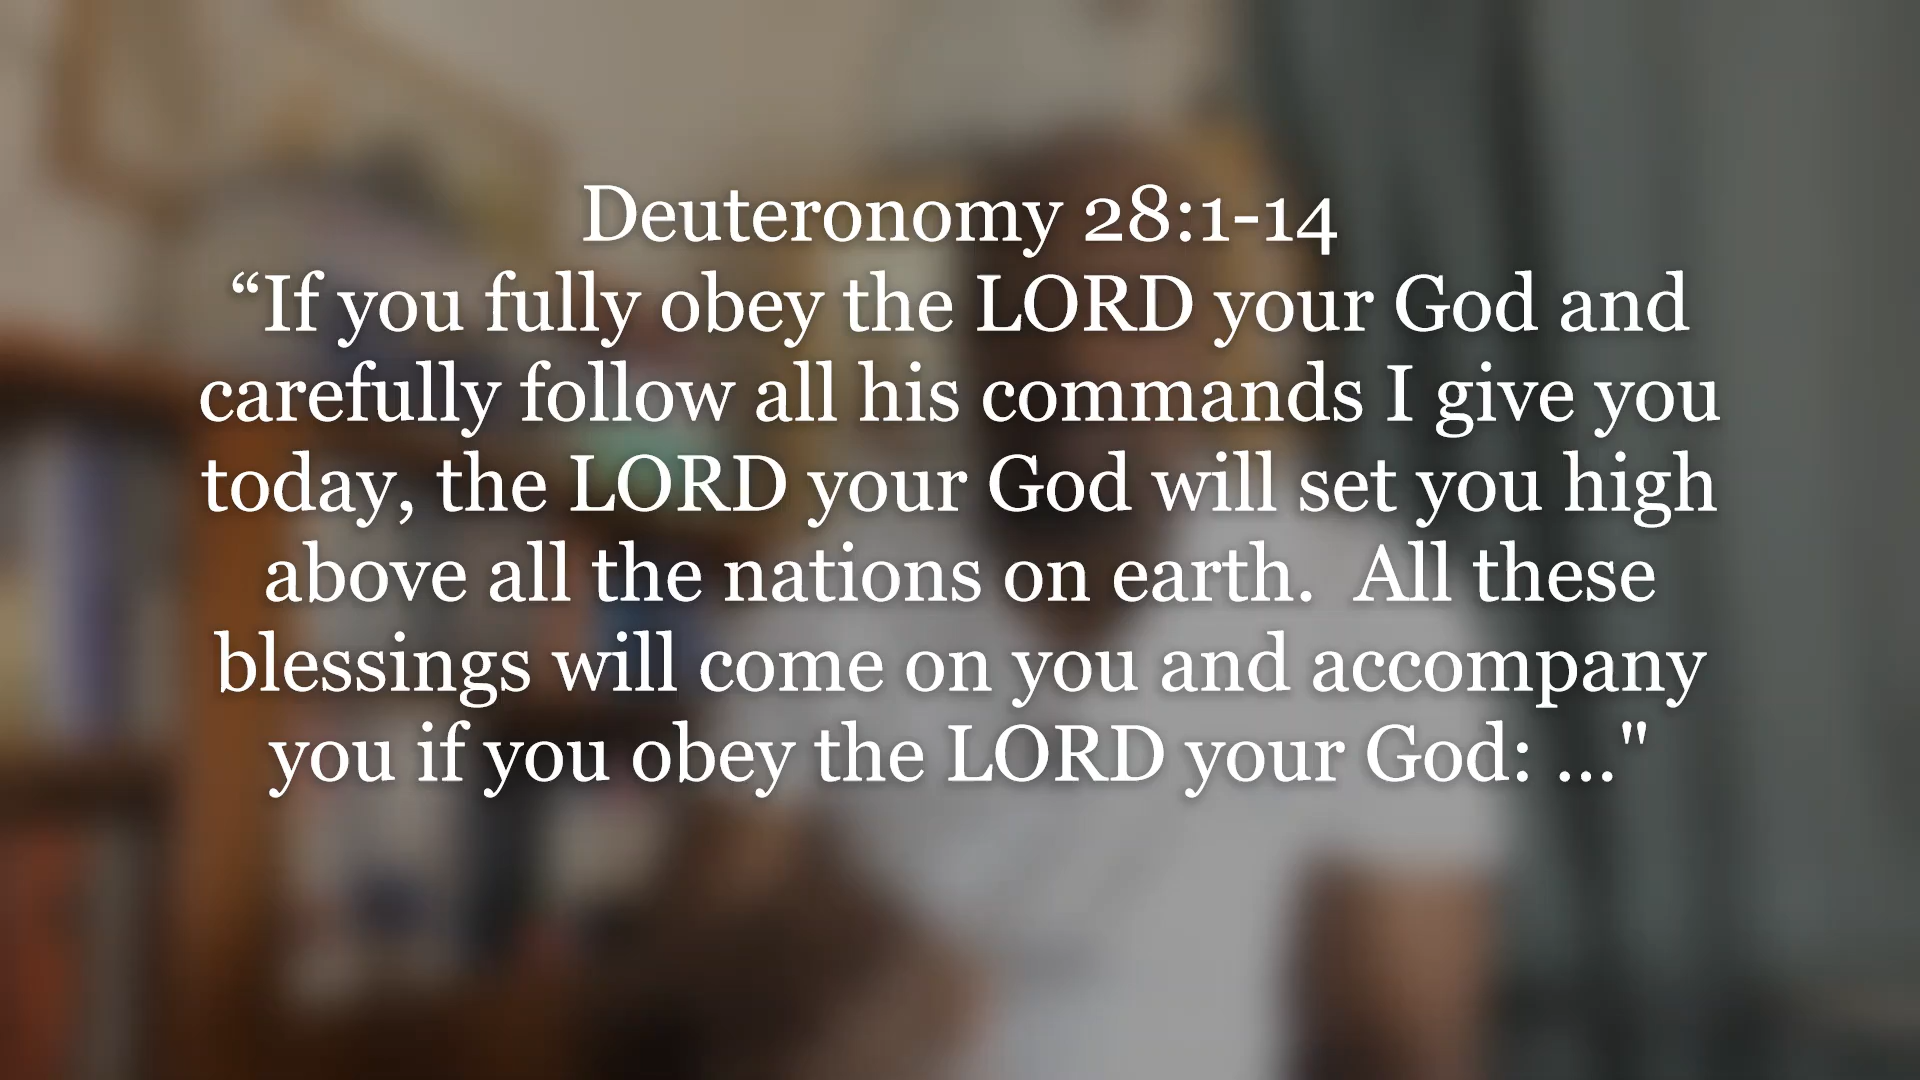 Deuteronomy 28:1-14
“If you fully obey the LORD your God and
carefully follow all his commands I give you
today, the LORD your God will set you high
above all the nations on earth.  All these
blessings will come on you and accompany
you if you obey the LORD your God: ..."